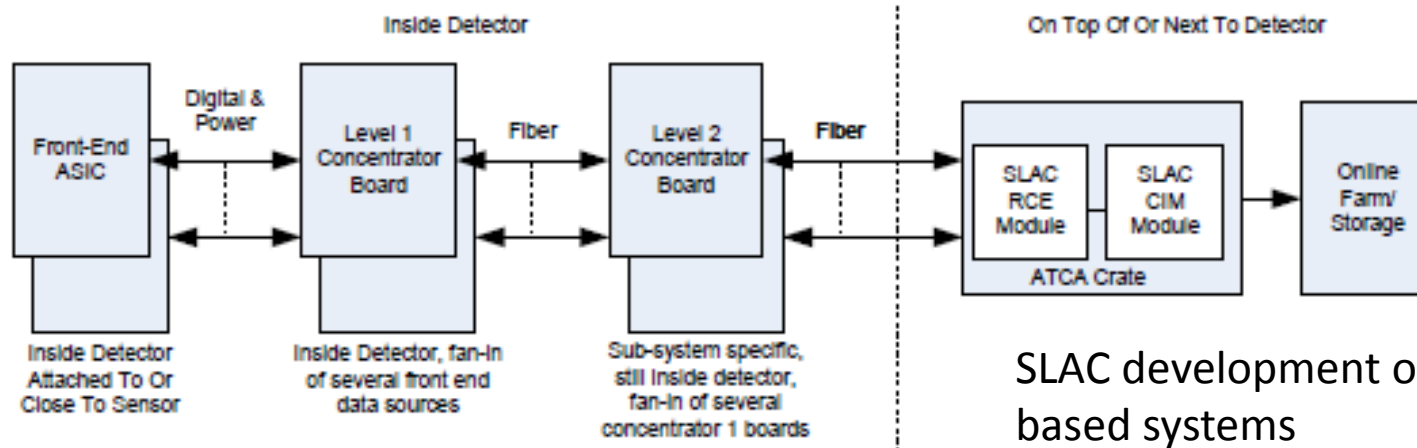 Inside Detector
On Top Of Or Next To Detector
Front-End
ASIC
Digital &
Power
Level 1
Concentrator
Board
Fiber
Level 2
Concentrator
Board
Fiber
SLAC
RCE
Module
SLAC
CIM
Module
ATCA Crate
Online
Farm/
Storage
Inside Detector
Attached To Or
Close To Sensor
Inside Detector, fan-in
of several front end
data sources
Sub-system specific,
still inside detector,
fan-in of several
concentrator 1 boards
SLAC development
based systems